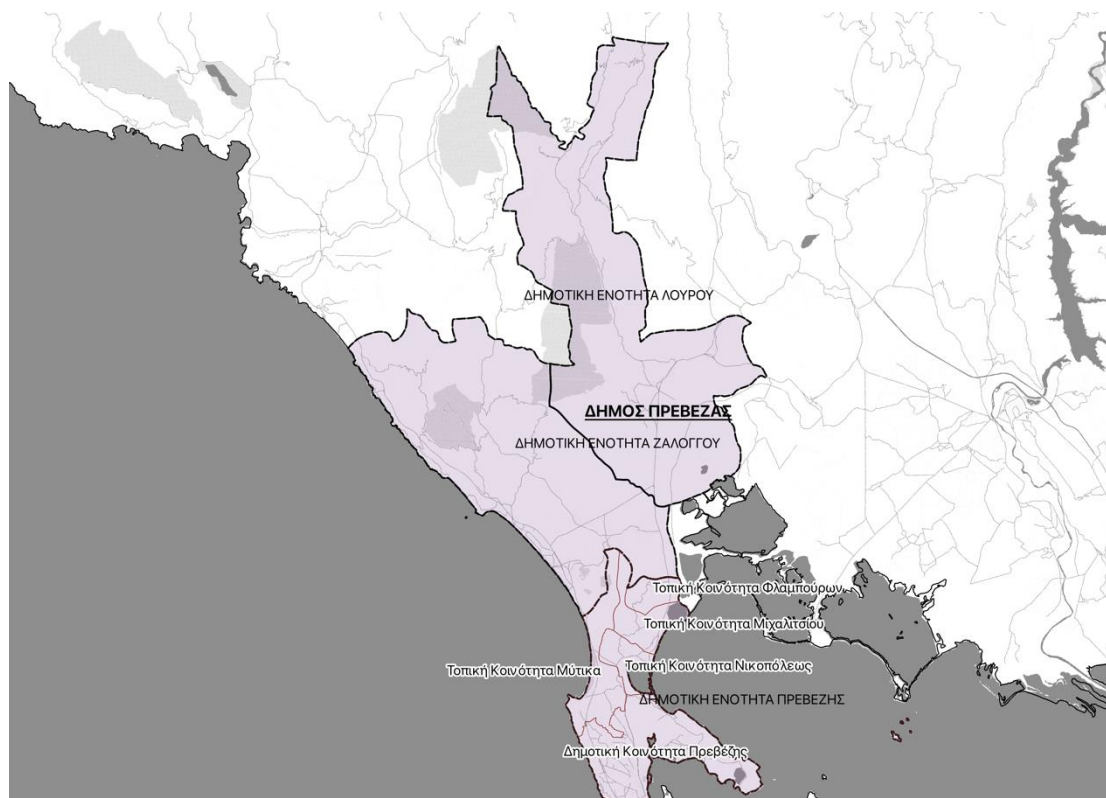 ΔΗΜΟΤΙΚΗ ΕΝΟΤΗΤΑ ΛΟΥΡΟΥ
ΔΗΜΟΣ ΠΡΕΒΕΖΑΣ
ΔΗΜΟΤΙΚΗ ΕΝΟΤΗΤΑ ΖΑΛΟΓΓΟΥ
Τοπική Κοινότητα Φλαμπούρων
Τοπική Κοινότητα Μιχαλιτσίου
Τοπική Κοινότητα Νικοπόλεως
Τοπική Κοινότητα Μύτικα
ΔΗΜΟΤΙΚΗ ΕΝΟΤΗΤΑ ΠΡΕΒΕΖΗΣ
Δημοτική Κοινότητα Πρεβέζης